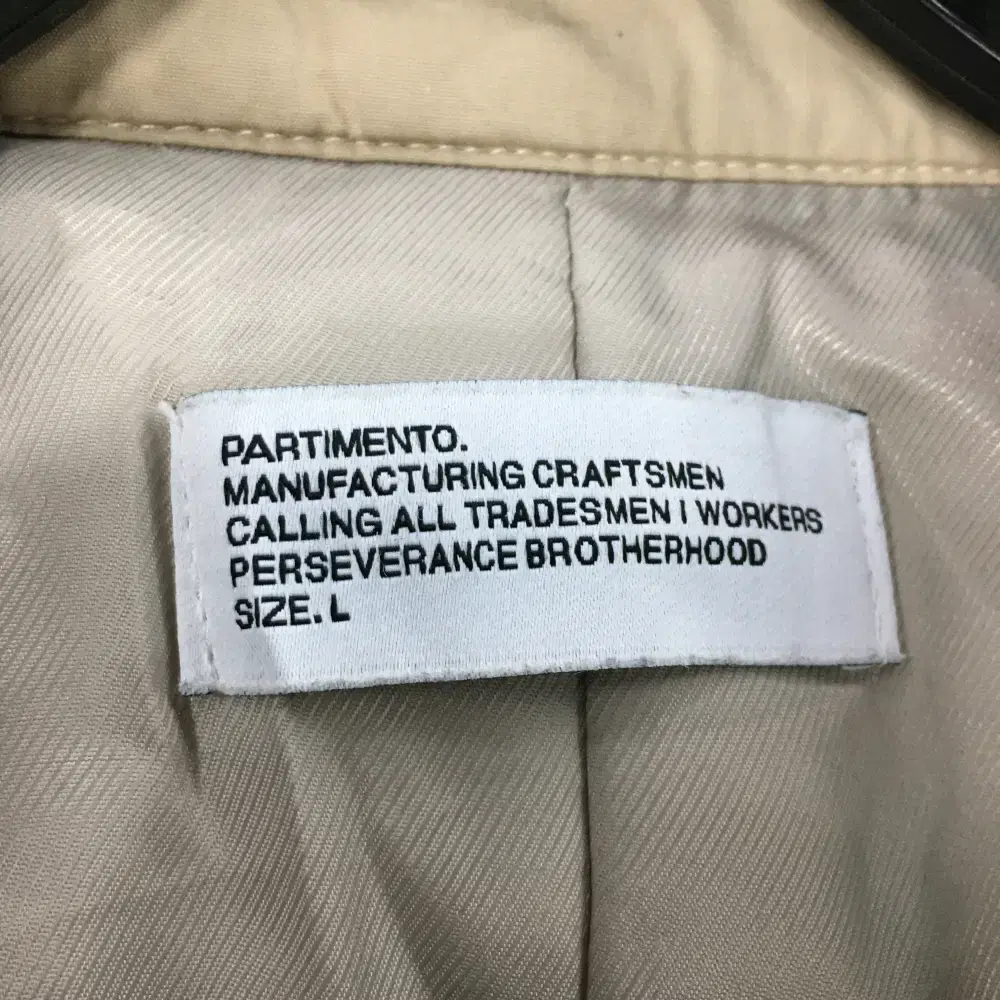 PARTIMENTO.
MANUFACTURING CRAFTSMEN
CALLING ALL TRADESMEN I WORKERS
PERSEVERANCE BROTHERHOOD
SIZE. L